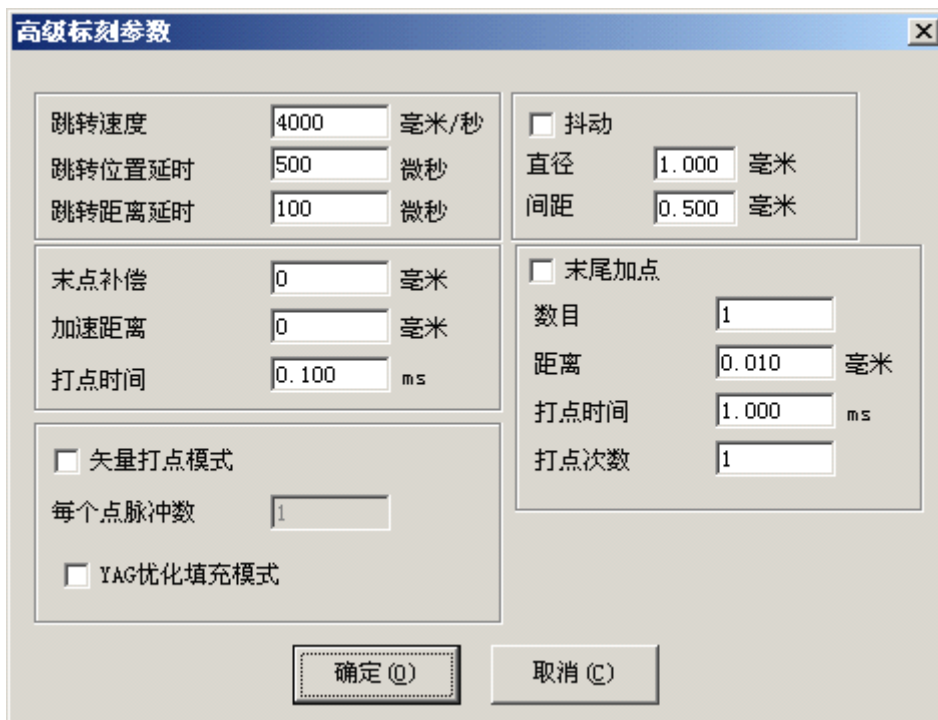 高级标刻参数
跳转速度 4000 毫米/秒
跳转位置延时 500 微秒
跳转距离延时 100 微秒
抖动
直径 1.000 毫米
间距 0.500 毫米
末点补偿 0 毫米
加速距离 0 毫米
打点时间 0.100 ms
末尾加点
数目 1
距离 0.010 毫米
打点时间 1.000 ms
打点次数 1
矢量打点模式
每个点脉冲数 1
YAG优化填充模式
确定(O) 取消(C)